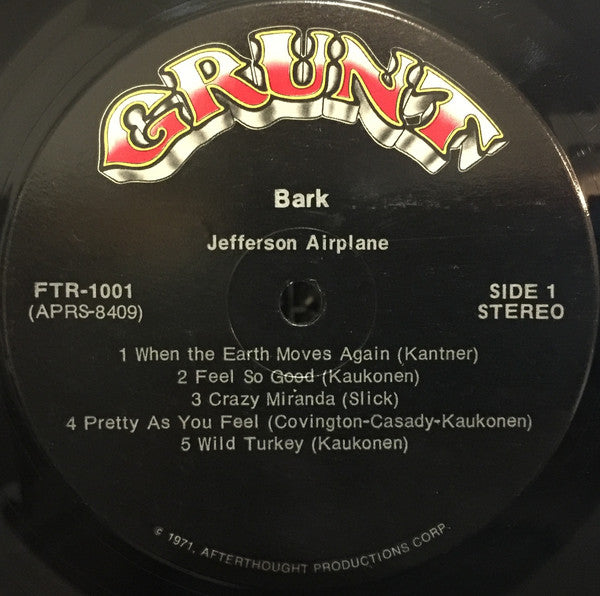 GRUNT
Bark
Jefferson Airplane
FTR-1001
(APRS-8409)
SIDE 1
STEREO
1 When the Earth Moves Again (Kantner)
2 Feel So Good (Kaukonen)
3 Crazy Miranda (Slick)
4 Pretty As You Feel (Covington-Casady-Kaukonen)
5 Wild Turkey (Kaukonen)
© 1971, AFTERTHOUGHT PRODUCTIONS CORP.